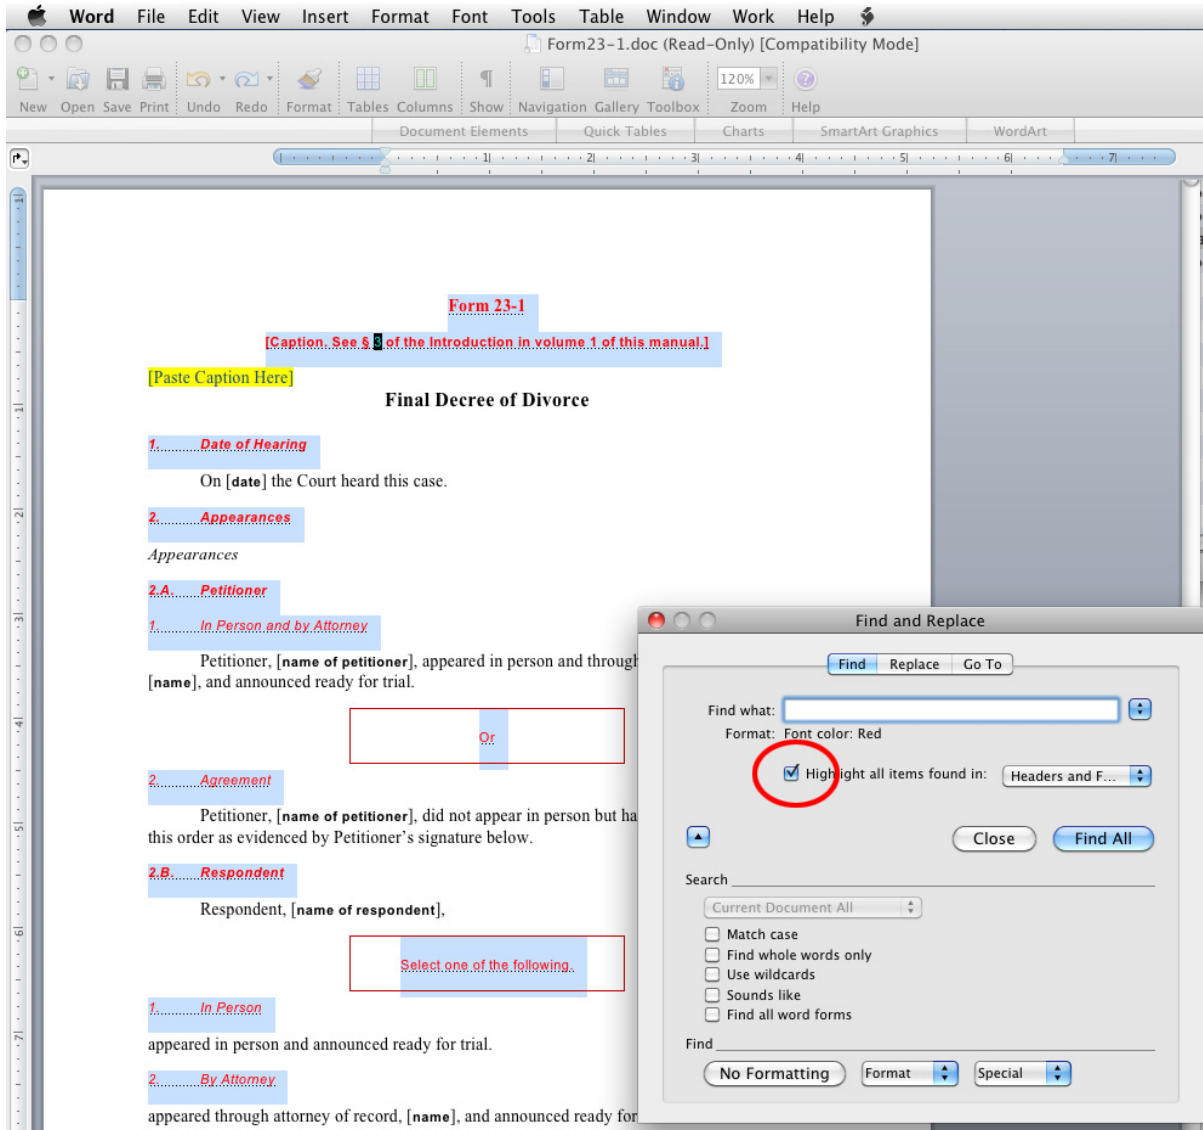 Word File Edit View Insert Format Font Tools Table Window Work Help
Form23-1.doc (Read-Only) [Compatibility Mode]
120%
New Open Save Print Undo Redo Format Tables Columns Show Navigation Gallery Toolbox Zoom Help
Document Elements Quick Tables Charts SmartArt Graphics WordArt
1 2 3 4 5 6 7
Form 23-1
[Caption. See § 3 of the Introduction in volume 1 of this manual.]
[Paste Caption Here]
Final Decree of Divorce
1. Date of Hearing
On [date] the Court heard this case.
2. Appearances
Appearances
2.A. Petitioner
1. In Person and by Attorney
Petitioner, [name of petitioner], appeared in person and through
[name], and announced ready for trial.
Or
2. Agreement
Petitioner, [name of petitioner], did not appear in person but ha
this order as evidenced by Petitioner’s signature below.
2.B. Respondent
Respondent, [name of respondent],
Select one of the following.
1. In Person
appeared in person and announced ready for trial.
2. By Attorney
appeared through attorney of record, [name], and announced ready for
Find and Replace
Find Replace Go To
Find what:
Format: Font color: Red
Highlight all items found in: Headers and F...
Close Find All
Search
Current Document All
Match case
Find whole words only
Use wildcards
Sounds like
Find all word forms
Find
No Formatting Format Special